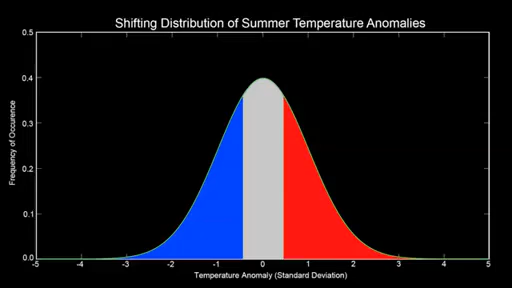 Shifting Distribution of Summer Temperature Anomalies
0.5
0.4
0.3
0.2
0.1
0.0
Frequency of Occurence
-5 -4 -3 -2 -1 0 1 2 3 4 5
Temperature Anomaly (Standard Deviation)